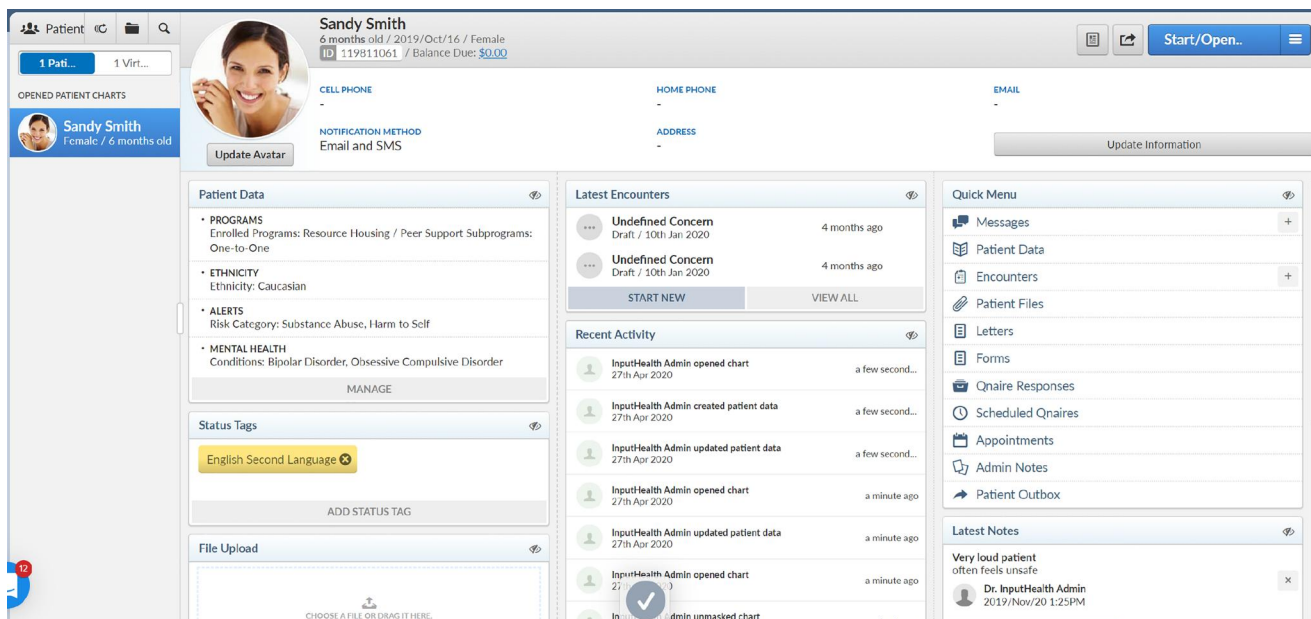 Patient
1 Pati...
1 Virt...
OPENED PATIENT CHARTS
Sandy Smith
Female / 6 months old
Sandy Smith
6 months old / 2019/Oct/16 / Female
ID 119811061 / Balance Due: $0.00
Start/Open..
CELL PHONE
-
HOME PHONE
-
EMAIL
-
NOTIFICATION METHOD
Email and SMS
ADDRESS
-
Update Avatar
Update Information
Patient Data
• PROGRAMS
Enrolled Programs: Resource Housing / Peer Support Subprograms:
One-to-One
• ETHNICITY
Ethnicity: Caucasian
• ALERTS
Risk Category: Substance Abuse, Harm to Self
• MENTAL HEALTH
Conditions: Bipolar Disorder, Obsessive Compulsive Disorder
MANAGE
Status Tags
English Second Language
ADD STATUS TAG
File Upload
CHOOSE A FILE OR DRAG IT HERE.
12
Latest Encounters
Undefined Concern
Draft / 10th Jan 2020
4 months ago
Undefined Concern
Draft / 10th Jan 2020
4 months ago
START NEW
VIEW ALL
Recent Activity
InputHealth Admin opened chart
27th Apr 2020
a few second...
InputHealth Admin created patient data
27th Apr 2020
a few second...
InputHealth Admin updated patient data
27th Apr 2020
a few second...
InputHealth Admin opened chart
27th Apr 2020
a minute ago
InputHealth Admin updated patient data
27th Apr 2020
a minute ago
InputHealth Admin opened chart
a minute ago
Admin unmasked chart
Quick Menu
Messages +
Patient Data
Encounters +
Patient Files
Letters
Forms
Qnaire Responses
Scheduled Qnaires
Appointments
Admin Notes
Patient Outbox
Latest Notes
Very loud patient
often feels unsafe
Dr. InputHealth Admin
2019/Nov/20 1:25PM